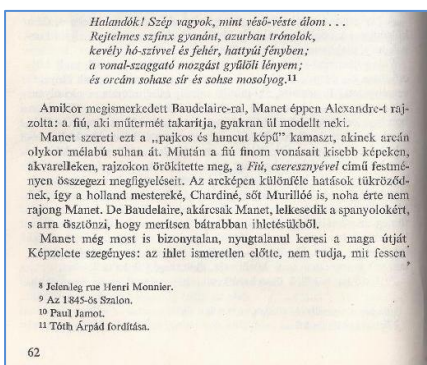 Halandók! Szép vagyok, mint véső-véste álom . . .
Rejtelmes szfinx gyanánt, azurban trónolok,
kevély hó-szívvel és fehér, hattyúi fényben;
a vonal-szaggató mozgást gyűlöli lényem;
és orcám sohase sír és sohse mosolyog.11
Amikor megismerkedett Baudelaire-ral, Manet éppen Alexandre-t raj-
zolta: a fiú, aki műtermét takarítja, gyakran ül modellt neki.
Manet szereti ezt a „pajkos és huncut képű” kamaszt, akinek arcán
olykor mélabú suhan át. Miután a fiú finom vonásait kisebb képeken,
akvarelleken, rajzokon örökítette meg, a Fiú, cseresznyével című festmé-
nyen összegezi megfigyeléseit. Az arcképen különféle hatások tükröződ-
nek, így a holland mestereké, Chardiné, sőt Murillóé is, noha érte nem
rajong Manet. De Baudelaire, akárcsak Manet, lelkesedik a spanyolokért,
s arra ösztönzi, hogy merítsen bátrabban ihletésükből.
Manet még most is bizonytalan, nyugtalanul keresi a maga útját
Képzelete szegényes: az ihlet ismeretlen előtte, nem tudja, mit fessen
8 Jelenleg rue Henri Monnier.
9 Az 1845-ös Szalon.
10 Paul Jamot.
11 Tóth Árpád fordítása.
62